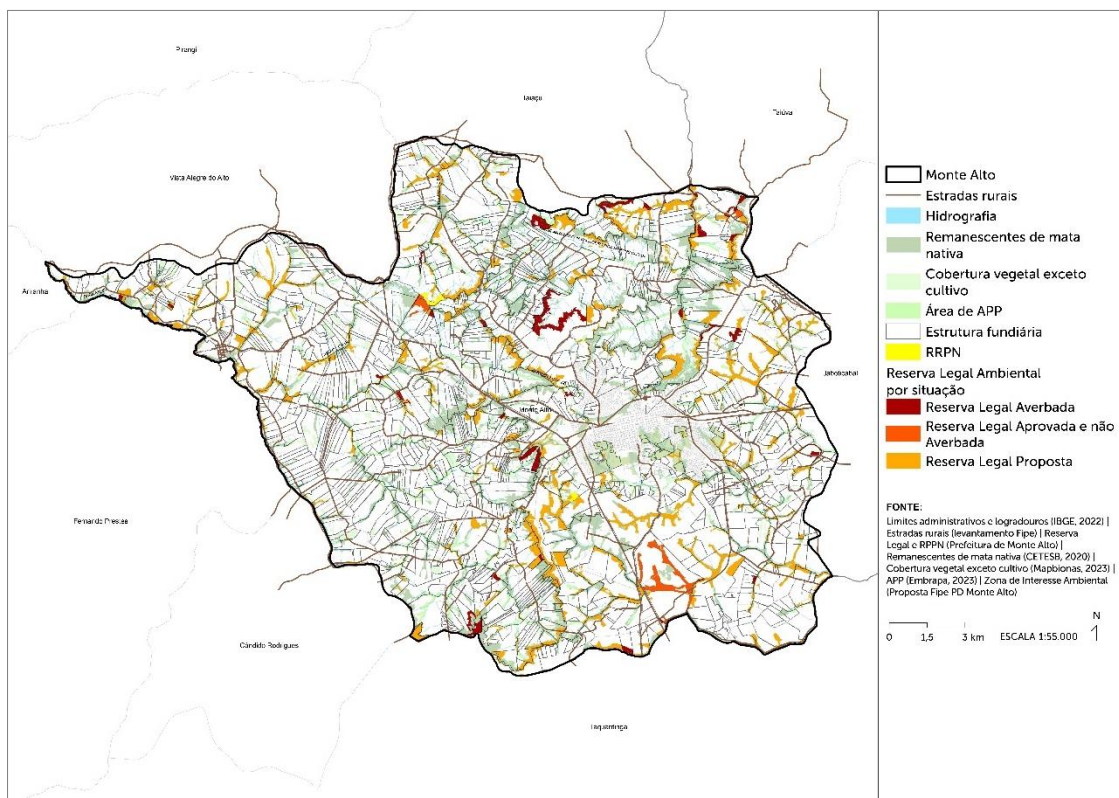 Pirangi
Taiaçu
Taiúva
Vista Alegre do Alto
Ariranha
Jaboticabal
Monte Alto
Fernando Prestes
Cândido Rodrigues
Taquaritinga
Monte Alto
Estradas rurais
Hidrografia
Remanescentes de mata
nativa
Cobertura vegetal exceto
cultivo
Área de APP
Estrutura fundiária
RRPN
Reserva Legal Ambiental
por situação
Reserva Legal Averbada
Reserva Legal Aprovada e não
Averbada
Reserva Legal Proposta
FONTE:
Limites administrativos e logradouros (IBGE, 2022) |
Estradas rurais (levantamento Fipe) | Reserva
Legal e RPPN (Prefeitura de Monte Alto) |
Remanescentes de mata nativa (CETESB, 2020) |
Cobertura vegetal exceto cultivo (Mapbionas, 2023) |
APP (Embrapa, 2023) | Zona de Interesse Ambiental
(Proposta Fipe PD Monte Alto)
N
0 1,5 3 km ESCALA 1:55.000